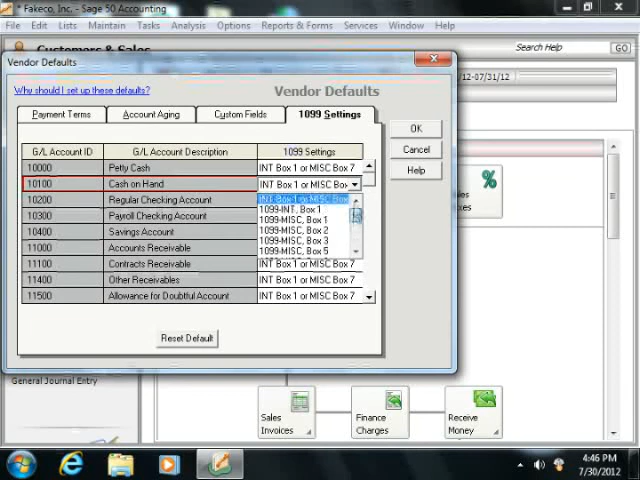 * Fakeco, Inc. - Sage 50 Accounting
File Edit Lists Maintain Tasks Analysis Options Reports & Forms Services Window Help
Customers & Sales
Search Help GO
Vendor Defaults
12-07/31/12
Why should I set up these defaults?
Vendor Defaults
Payment Terms Account Aging Custom Fields 1099 Settings
OK
Cancel
Help
G/L Account ID G/L Account Description 1099 Settings
10000 Petty Cash INT Box 1 or MISC Box 7
10100 Cash on Hand INT Box 1 or MISC Box
10200 Regular Checking Account INT Box 1 or MISC Box
1099-INT, Box 1
10300 Payroll Checking Account 1099-MISC, Box 1
10400 Savings Account 1099-MISC, Box 2
1099-MISC, Box 3
11000 Accounts Receivable 1099-MISC, Box 5
11100 Contracts Receivable INT Box 1 or MISC Box 7
11400 Other Receivables INT Box 1 or MISC Box 7
11500 Allowance for Doubtful Account INT Box 1 or MISC Box 7
Reset Default
General Journal Entry
Sales
Invoices
Finance
Charges
Receive
Money
4:46 PM
7/30/2012